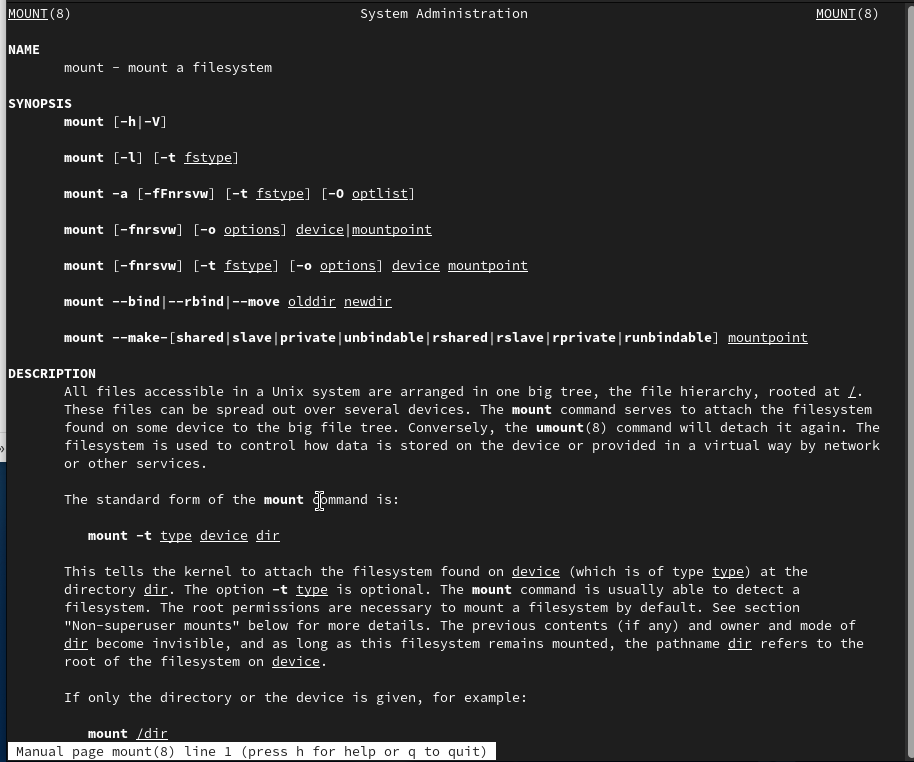 MOUNT(8) System Administration MOUNT(8)
NAME
mount - mount a filesystem
SYNOPSIS
mount [-h|-V]
mount [-l] [-t fstype]
mount -a [-fFnrsvw] [-t fstype] [-O optlist]
mount [-fnrsvw] [-o options] device|mountpoint
mount [-fnrsvw] [-t fstype] [-o options] device mountpoint
mount --bind|--rbind|--move olddir newdir
mount --make-[shared|slave|private|unbindable|rshared|rslave|rprivate|runbindable] mountpoint
DESCRIPTION
All files accessible in a Unix system are arranged in one big tree, the file hierarchy, rooted at /.
These files can be spread out over several devices. The mount command serves to attach the filesystem
found on some device to the big file tree. Conversely, the umount(8) command will detach it again. The
filesystem is used to control how data is stored on the device or provided in a virtual way by network
or other services.
The standard form of the mount command is:
mount -t type device dir
This tells the kernel to attach the filesystem found on device (which is of type type) at the
directory dir. The option -t type is optional. The mount command is usually able to detect a
filesystem. The root permissions are necessary to mount a filesystem by default. See section
"Non-superuser mounts" below for more details. The previous contents (if any) and owner and mode of
dir become invisible, and as long as this filesystem remains mounted, the pathname dir refers to the
root of the filesystem on device.
If only the directory or the device is given, for example:
mount /dir
Manual page mount(8) line 1 (press h for help or q to quit)